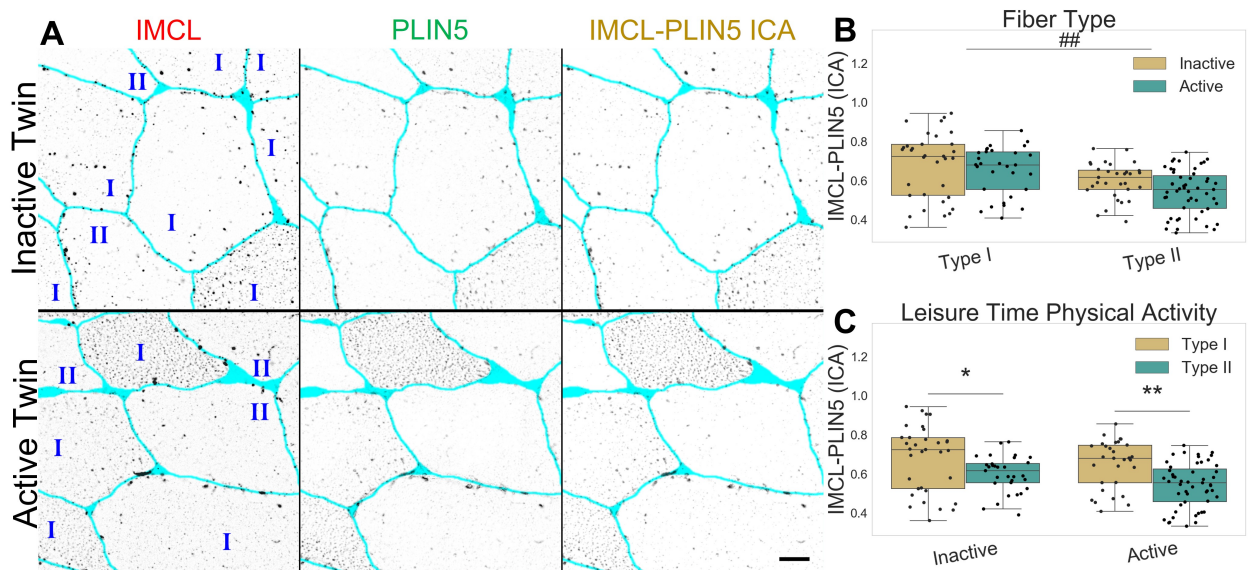 A
IMCL
PLIN5
IMCL-PLIN5 ICA
Inactive Twin
II
I
I
I
I
I
II
I
I
Active Twin
I
II
II
II
I
I
I
B
Fiber Type
##
Inactive
Active
IMCL-PLIN5 (ICA)
1.2
1.0
0.8
0.6
0.4
Type I
Type II
C
Leisure Time Physical Activity
Type I
Type II
*
**
IMCL-PLIN5 (ICA)
1.2
1.0
0.8
0.6
0.4
Inactive
Active